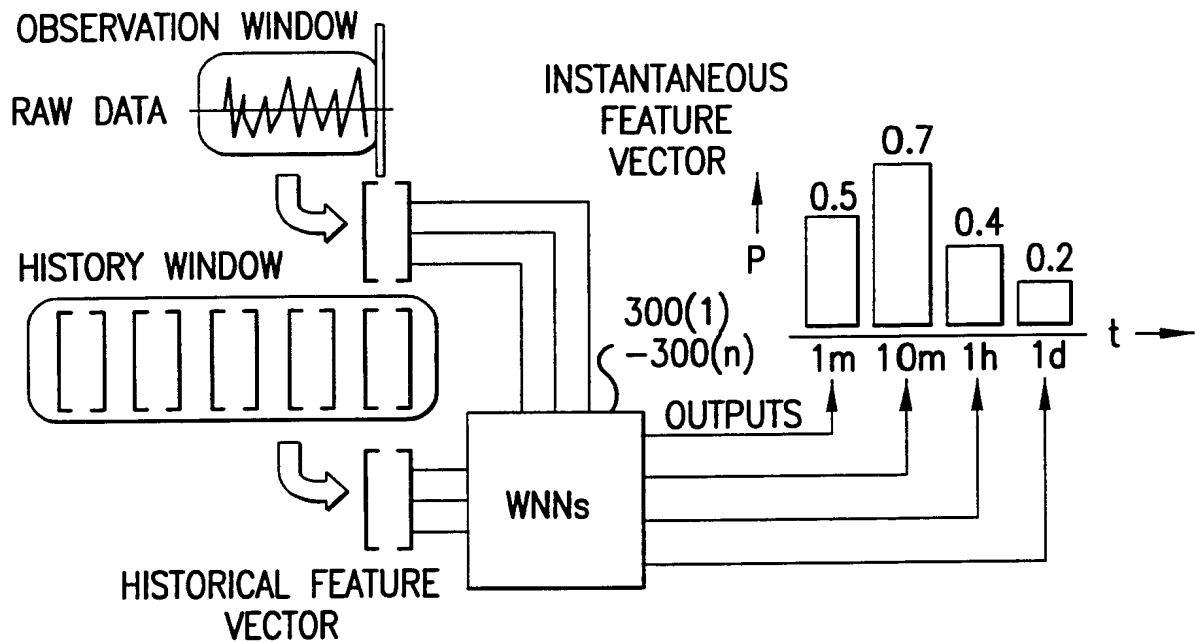 OBSERVATION WINDOW
RAW DATA
INSTANTANEOUS
FEATURE
VECTOR
0.5
0.7
0.4
0.2
P
t
1m 10m 1h 1d
HISTORY WINDOW
300(1)
-300(n)
OUTPUTS
WNNs
HISTORICAL FEATURE
VECTOR